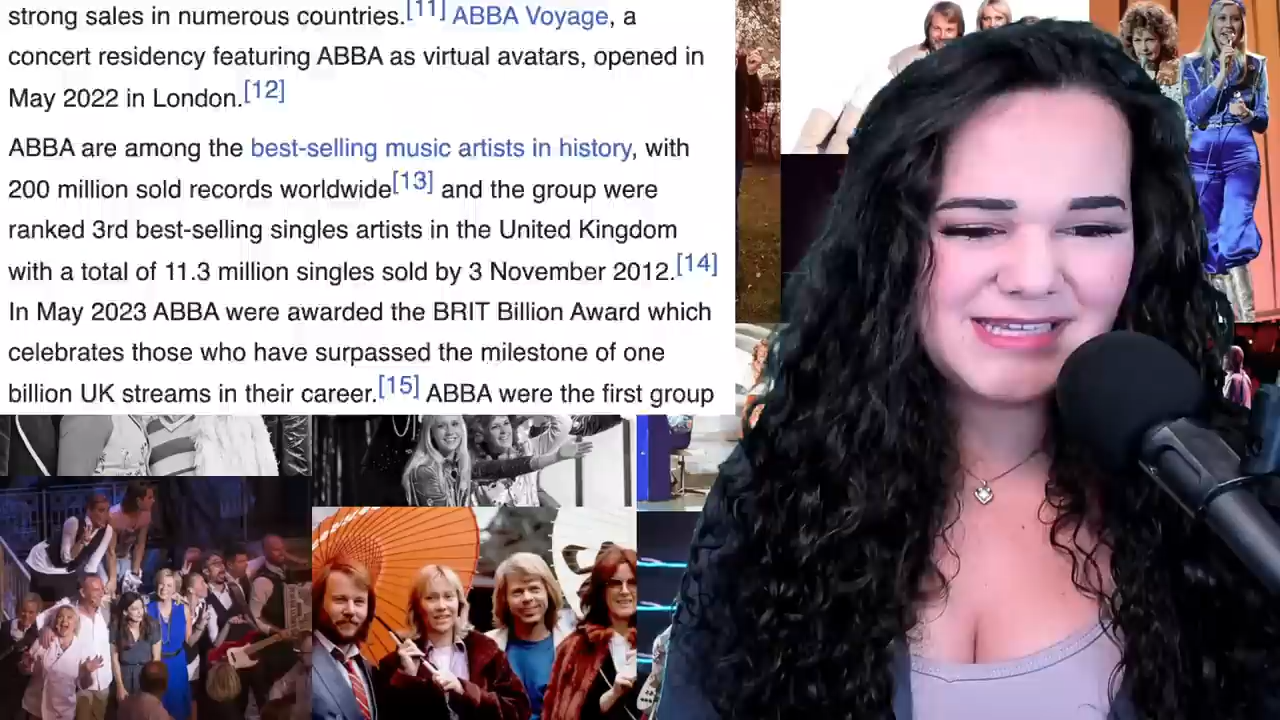 strong sales in numerous countries.[11] ABBA Voyage, a
concert residency featuring ABBA as virtual avatars, opened in
May 2022 in London.[12]
ABBA are among the best-selling music artists in history, with
200 million sold records worldwide[13] and the group were
ranked 3rd best-selling singles artists in the United Kingdom
with a total of 11.3 million singles sold by 3 November 2012.[14]
In May 2023 ABBA were awarded the BRIT Billion Award which
celebrates those who have surpassed the milestone of one
billion UK streams in their career.[15] ABBA were the first group